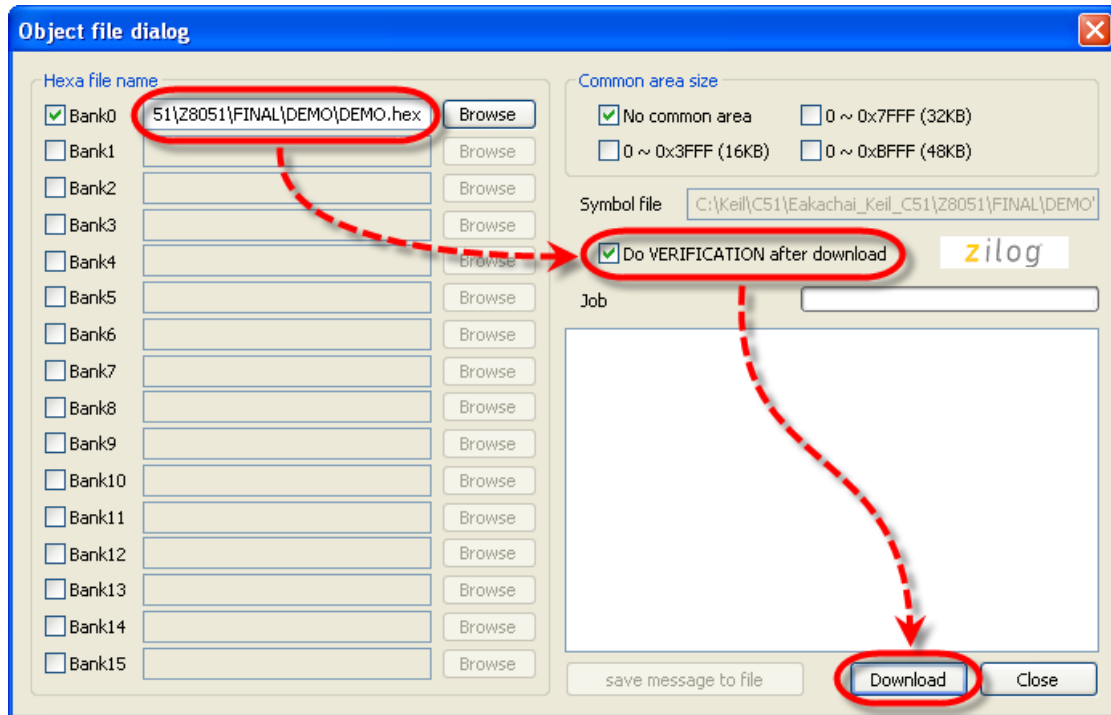 Object file dialog
Hexa file name
Bank0 51\Z8051\FINAL\DEMO\DEMO.hex Browse
Bank1 Browse
Bank2 Browse
Bank3 Browse
Bank4 Browse
Bank5 Browse
Bank6 Browse
Bank7 Browse
Bank8 Browse
Bank9 Browse
Bank10 Browse
Bank11 Browse
Bank12 Browse
Bank13 Browse
Bank14 Browse
Bank15 Browse
Common area size
No common area 0 ~ 0x7FFF (32KB)
0 ~ 0x3FFF (16KB) 0 ~ 0xBFFF (48KB)
Symbol file C:\Keil\C51\Eakachai_Keil_C51\Z8051\FINAL\DEMO\
Do VERIFICATION after download zilog
Job
save message to file Download Close